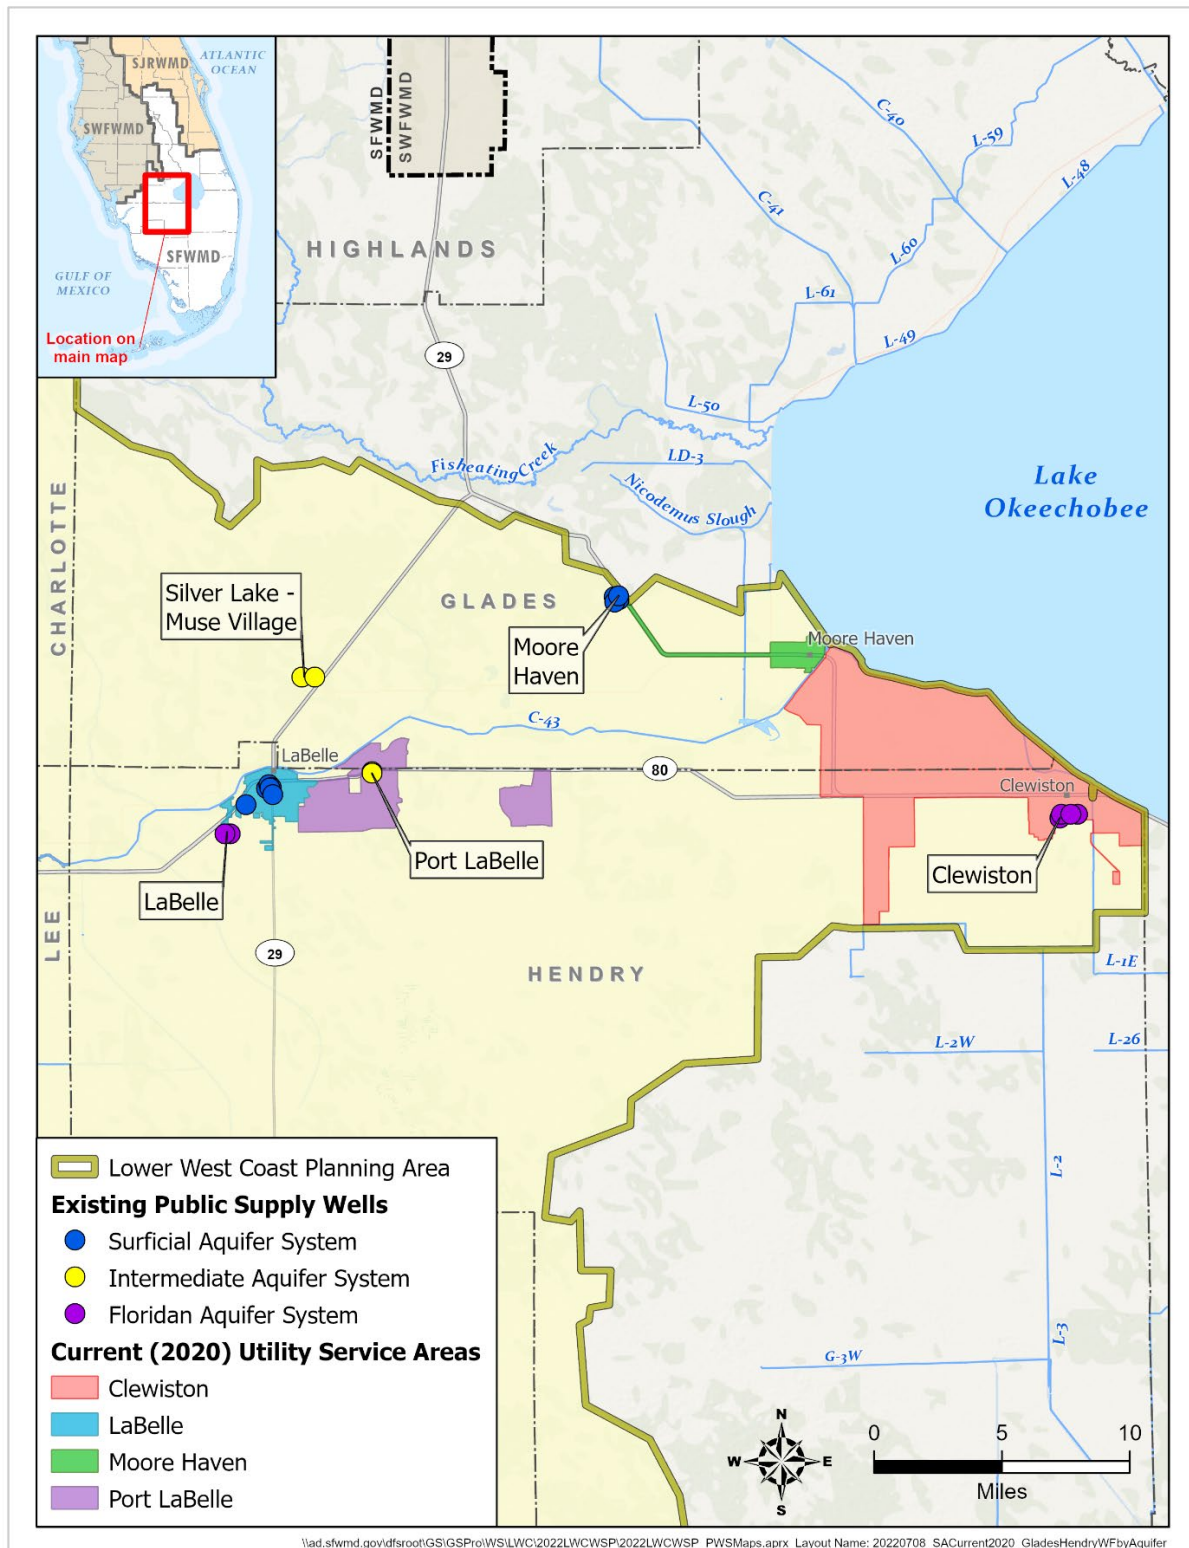 ATLANTIC
OCEAN
SJRWMD
SWFWMD
SFWMD
GULF OF
MEXICO
Location on
main map
SFWMD
SWFWMD
HIGHLANDS
29
C-40
L-59
L-48
C-41
L-60
L-61
L-49
L-50
Fisheating Creek
LD-3
Nicodemus Slough
Lake
Okeechobee
CHARLOTTE
Silver Lake -
Muse Village
GLADES
Moore
Haven
Moore Haven
C-43
LaBelle
80
Clewiston
Port LaBelle
Clewiston
LaBelle
LEE
29
HENDRY
L-1E
L-2W
L-26
L-2
L-3
G-3W
Lower West Coast Planning Area
Existing Public Supply Wells
Surficial Aquifer System
Intermediate Aquifer System
Floridan Aquifer System
Current (2020) Utility Service Areas
Clewiston
LaBelle
Moore Haven
Port LaBelle
N
W E
S
0 5 10
Miles
\\ad.sfwmd.gov\dfsroot\GS\GSPro\WS\LWC\2022LWCWSP\2022LWCWSP_PWSMaps.aprx Layout Name: 20220708_SACurrent2020_GladesHendryWFbyAquifer